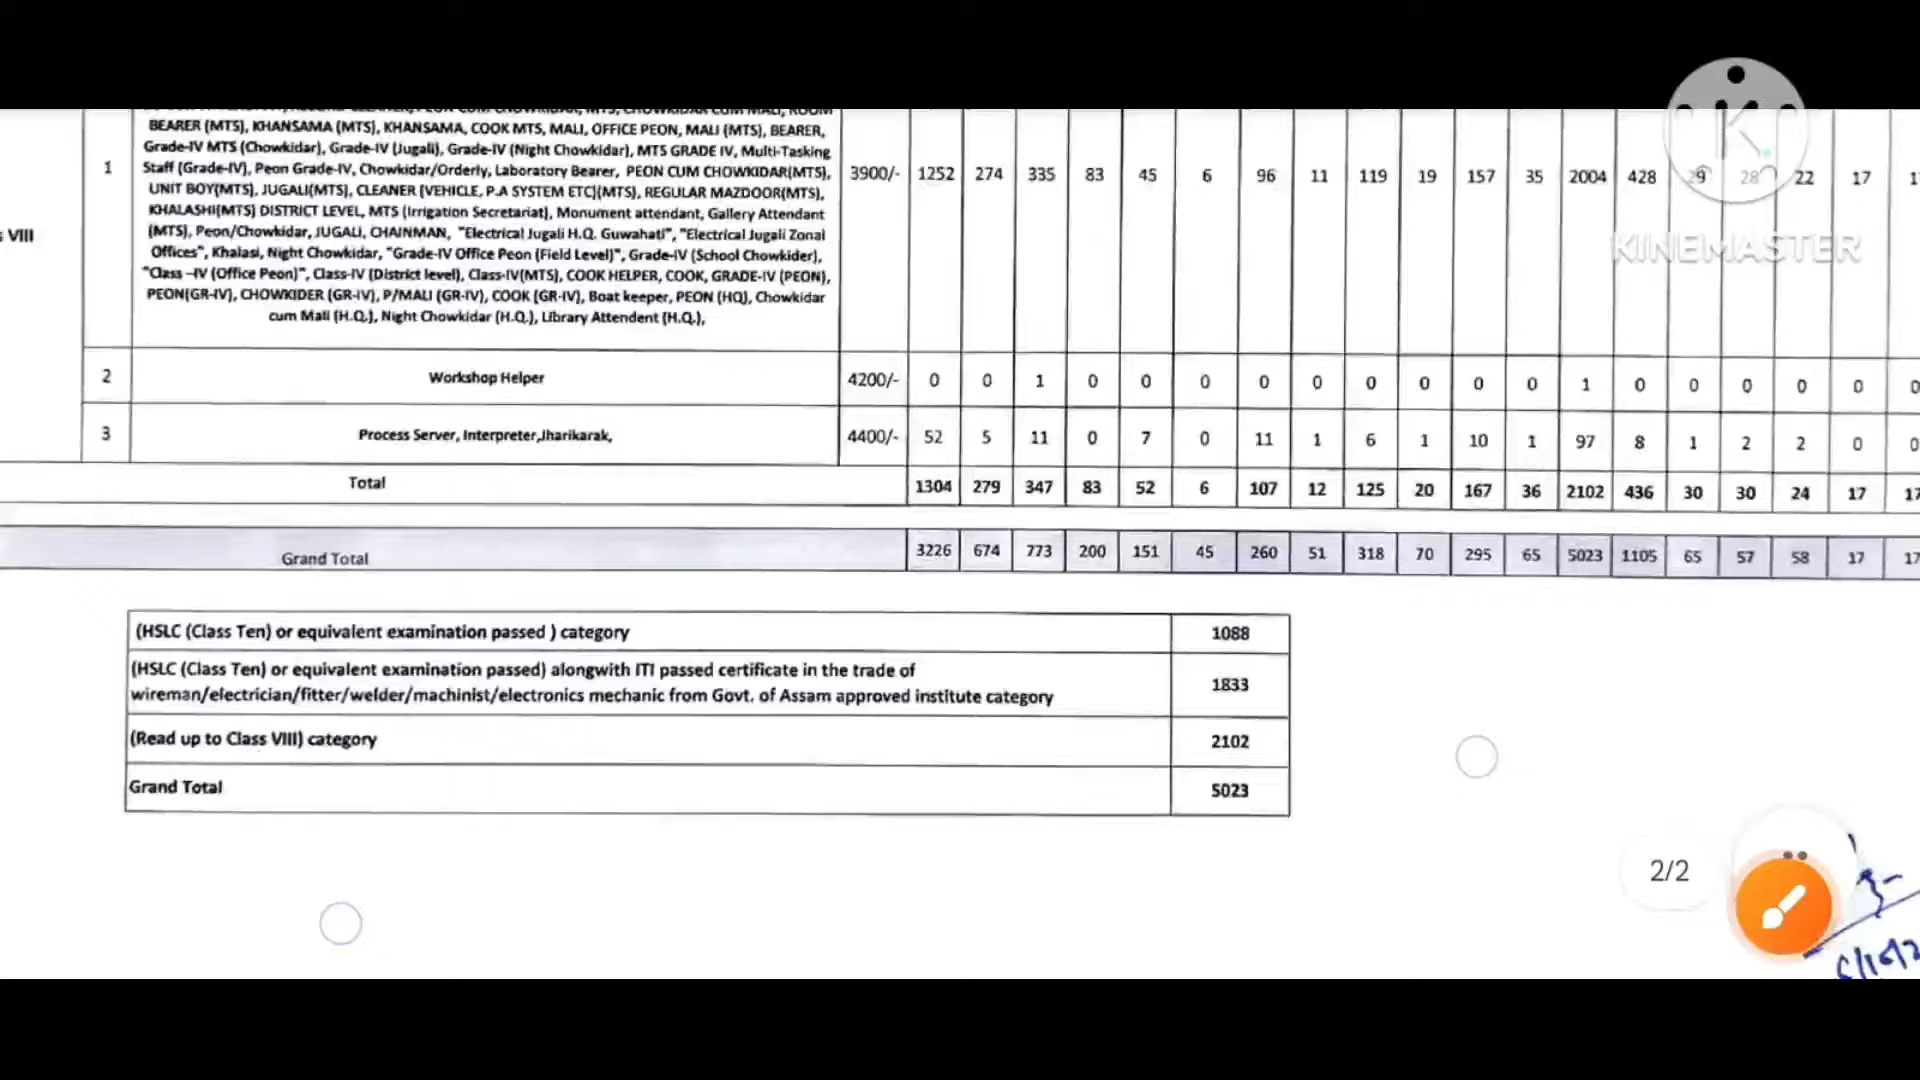 BEARER (MTS), KHANSAMA (MTS), KHANSAMA, COOK MTS, MALI, OFFICE PEON, MALI (MTS), BEARER,
Grade-IV MTS (Chowkidar), Grade-IV (Jugali), Grade-IV (Night Chowkidar), MTS GRADE IV, Multi-Tasking
Staff (Grade-IV), Peon Grade-IV, Chowkidar/Orderly, Laboratory Bearer, PEON CUM CHOWKIDAR(MTS),
UNIT BOY(MTS), JUGALI(MTS), CLEANER (VEHICLE, P.A SYSTEM ETC)(MTS), REGULAR MAZDOOR(MTS),
KHALASHI(MTS) DISTRICT LEVEL, MTS (Irrigation Secretariat), Monument attendant, Gallery Attendant
(MTS), Peon/Chowkidar, JUGALI, CHAINMAN, "Electrical Jugali H.Q. Guwahati", "Electrical Jugali Zonal
Offices", Khalasi, Night Chowkidar, "Grade-IV Office Peon (Field Level)", Grade-IV (School Chowkider),
"Class –IV (Office Peon)", Class-IV (District level), Class-IV(MTS), COOK HELPER, COOK, GRADE-IV (PEON),
PEON(GR-IV), CHOWKIDER (GR-IV), P/MALI (GR-IV), COOK (GR-IV), Boat keeper, PEON (HQ), Chowkidar
cum Mali (H.Q.), Night Chowkidar (H.Q.), Library Attendent (H.Q.),
VIII
1 3900/- 1252 274 335 83 45 6 96 11 119 19 157 35 2004 428 29 28 22 17
2 Workshop Helper 4200/- 0 0 1 0 0 0 0 0 0 0 0 0 1 0 0 0 0 0 0
3 Process Server, Interpreter,Jharikarak, 4400/- 52 5 11 0 7 0 11 1 6 1 10 1 97 8 1 2 2 0 0
Total 1304 279 347 83 52 6 107 12 125 20 167 36 2102 436 30 30 24 17 17
Grand Total 3226 674 773 200 151 45 260 51 318 70 295 65 5023 1105 65 57 58 17 17
(HSLC (Class Ten) or equivalent examination passed ) category 1088
(HSLC (Class Ten) or equivalent examination passed) alongwith ITI passed certificate in the trade of
wireman/electrician/fitter/welder/machinist/electronics mechanic from Govt. of Assam approved institute category 1833
(Read up to Class VIII) category 2102
Grand Total 5023
2/2
K
KINEMASTER